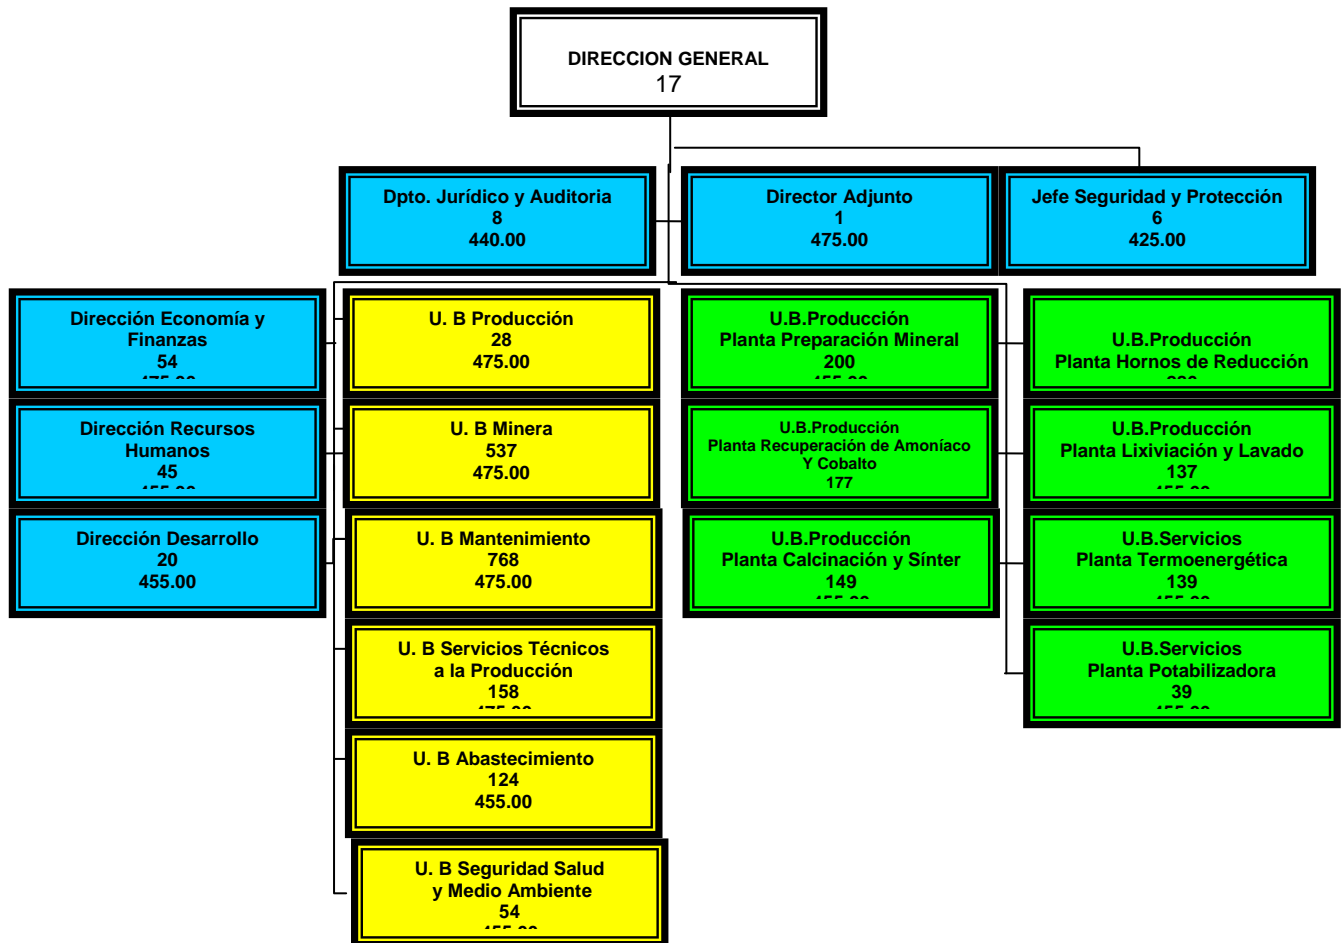 DIRECCION GENERAL
17
Dpto. Jurídico y Auditoria
8
440.00
Director Adjunto
1
475.00
Jefe Seguridad y Protección
6
425.00
Dirección Economía y
Finanzas
54
U. B Producción
28
475.00
U.B.Producción
Planta Preparación Mineral
200
U.B.Producción
Planta Hornos de Reducción
Dirección Recursos
Humanos
45
U. B Minera
537
475.00
U.B.Producción
Planta Recuperación de Amoníaco
Y Cobalto
177
U.B.Producción
Planta Lixiviación y Lavado
137
Dirección Desarrollo
20
455.00
U. B Mantenimiento
768
475.00
U.B.Producción
Planta Calcinación y Sínter
149
U.B.Servicios
Planta Termoenergética
139
U. B Servicios Técnicos
a la Producción
158
U.B.Servicios
Planta Potabilizadora
39
U. B Abastecimiento
124
455.00
U. B Seguridad Salud
y Medio Ambiente
54